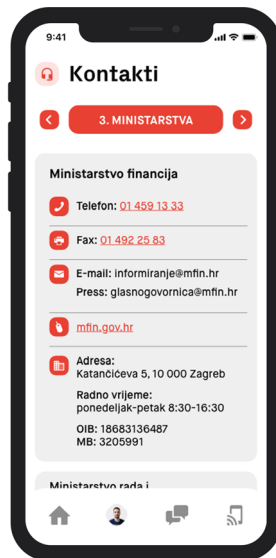 9:41
Kontakti
3. MINISTARSTVA
Ministarstvo financija
Telefon: 01 459 13 33
Fax: 01 492 25 83
E-mail: informiranje@mfin.hr
Press: glasnogovornica@mfin.hr
mfin.gov.hr
Adresa:
Katančićeva 5, 10 000 Zagreb
Radno vrijeme:
ponedeljak-petak 8:30-16:30
OIB: 18683136487
MB: 3205991
Ministarstvo rada i